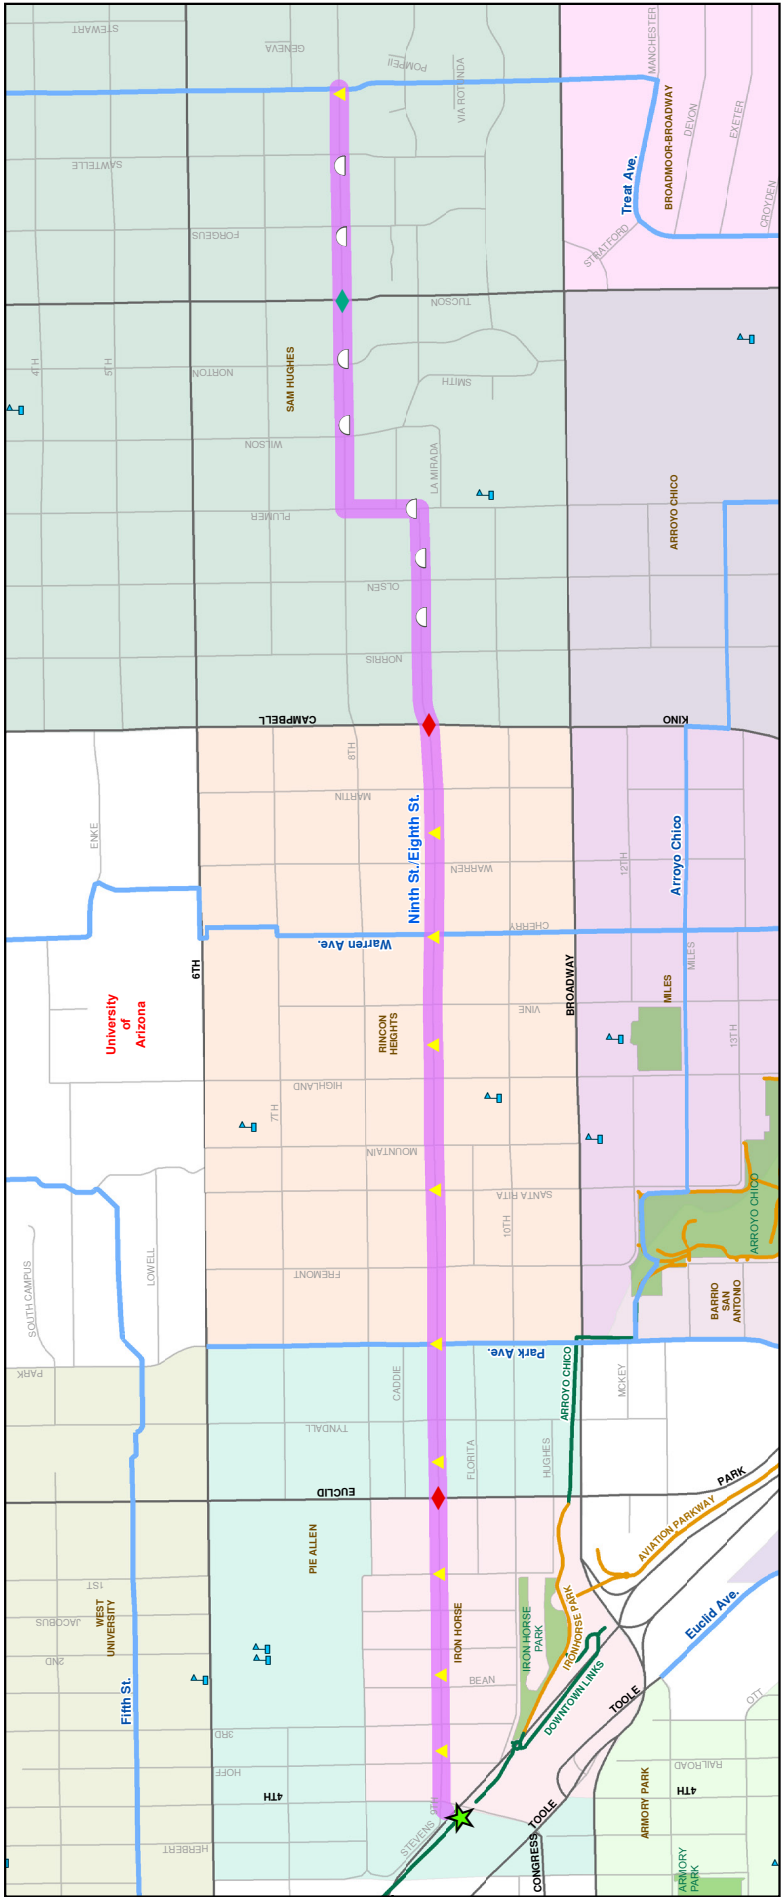 STEWART
GENEVA
POMPEII
VIA ROTUNDA
MANCHESTER
DEVON
EXETER
CROYDEN
BROADMOOR-BROADWAY
Treat Ave.
STRATFORD
SAWTELLE
FORGEUS
TUCSON
4TH
5TH
NORTON
SAM HUGHES
SMITH
WILSON
LA MIRADA
PLUMER
ARROYO CHICO
OLSEN
NORRIS
CAMPBELL
KINO
8TH
ENKE
MARTIN
Ninth St./Eighth St.
WARREN
12TH
Arroyo Chico
CHERRY
Warren Ave.
6TH
BROADWAY
MILES
MILES
University
of
Arizona
RINCON
HEIGHTS
VINE
13TH
HIGHLAND
7TH
MOUNTAIN
SANTA RITA
10TH
ARROYO CHICO
SOUTH CAMPUS
LOWELL
FREMONT
BARRIO
SAN
ANTONIO
Park Ave.
PARK
CADDIE
ARROYO CHICO
MCKEY
TYNDALL
FLORITA
HUGHES
EUCLID
PARK
PIE ALLEN
AVIATION PARKWAY
1ST
JACOBUS
WEST
UNIVERSITY
2ND
IRON HORSE
IRON HORSE
PARK
IRONHORSE PARK
Euclid Ave.
Fifth St.
BEAN
DOWNTOWN LINKS
TOOLE
OTT
3RD
HOFF
RAILROAD
4TH
4TH
9TH
ARMORY PARK
STEVENS
TOOLE
HERBERT
CONGRESS
ARMORY
PARK